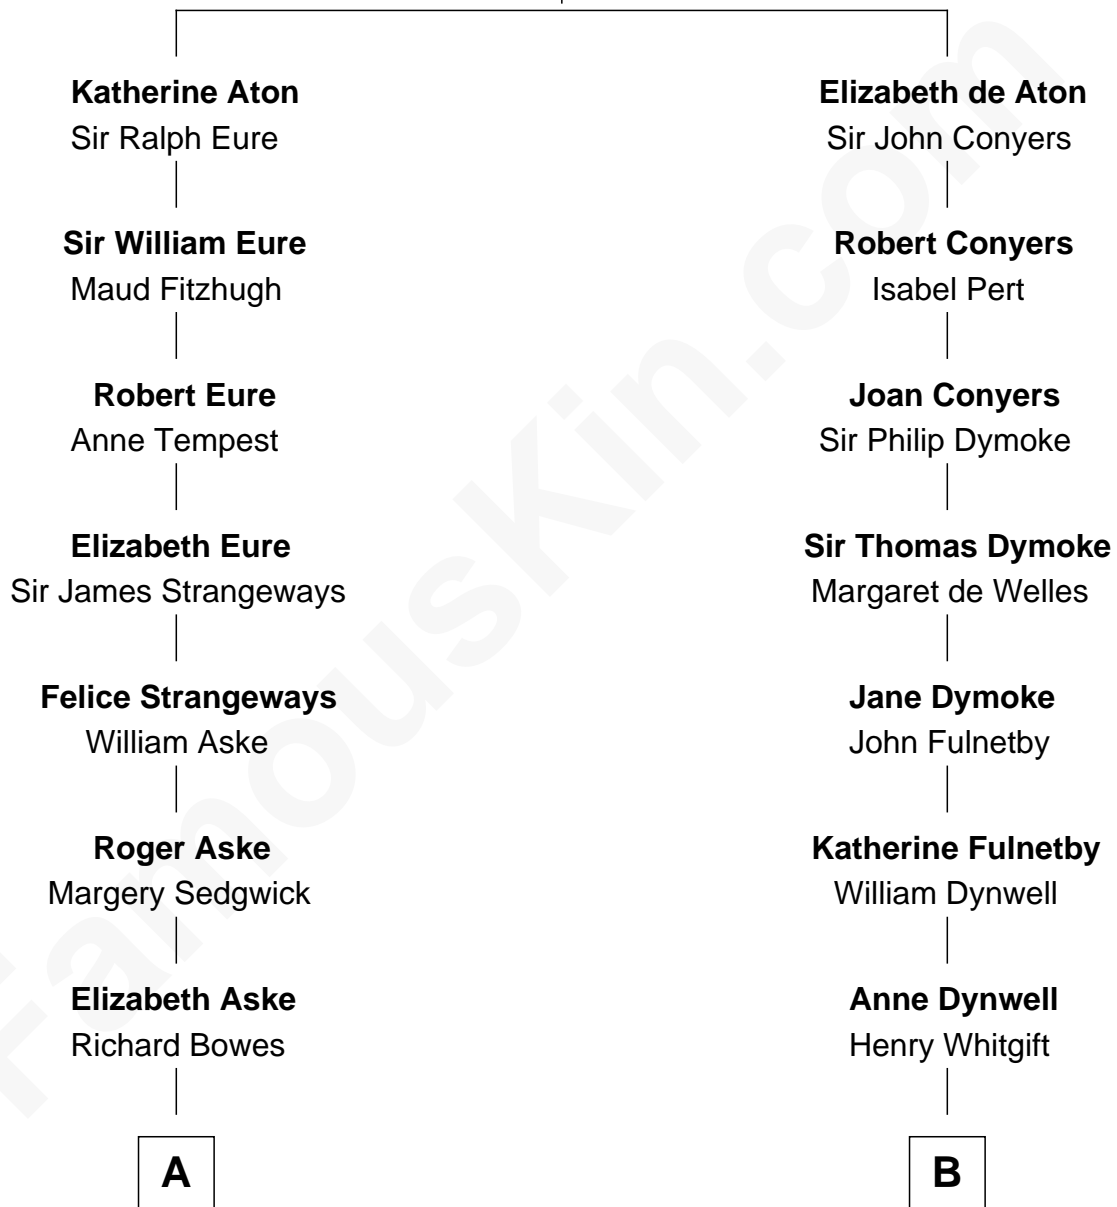 Katherine Aton
Sir Ralph Eure
Elizabeth de Aton
Sir John Conyers
Sir William Eure
Maud Fitzhugh
Robert Conyers
Isabel Pert
Robert Eure
Anne Tempest
Joan Conyers
Sir Philip Dymoke
Elizabeth Eure
Sir James Strangeways
Sir Thomas Dymoke
Margaret de Welles
Felice Strangeways
William Aske
Jane Dymoke
John Fulnetby
Roger Aske
Margery Sedgwick
Katherine Fulnetby
William Dynwell
Elizabeth Aske
Richard Bowes
Anne Dynwell
Henry Whitgift
A
B
FamousKin.com